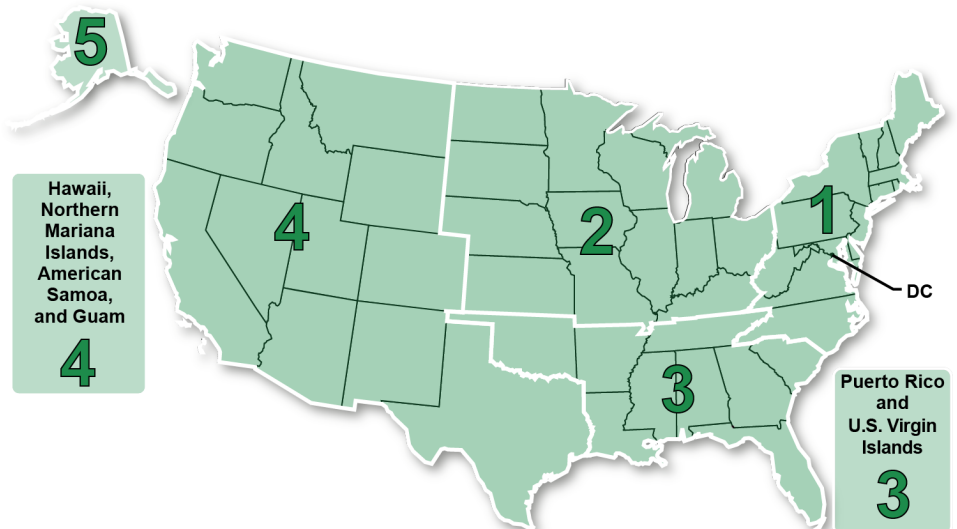 5
Hawaii,
Northern
Mariana
Islands,
American
Samoa,
and Guam
4
4
2
1
DC
3
Puerto Rico
and
U.S. Virgin
Islands
3